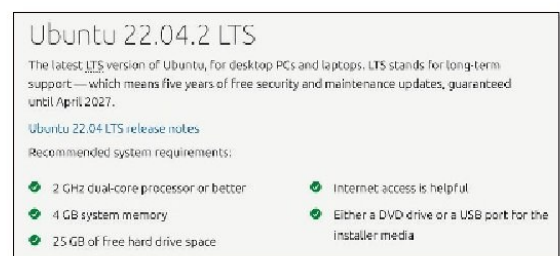 Ubuntu 22.04.2 LTS
The latest LTS version of Ubuntu, for desktop PCs and laptops. LTS stands for long-term
support — which means five years of free security and maintenance updates, guaranteed
until April 2027.
Ubuntu 22.04 LTS release notes
Recommended system requirements:
2 GHz dual-core processor or better
4 GB system memory
25 GB of free hard drive space
Internet access is helpful
Either a DVD drive or a USB port for the
installer media